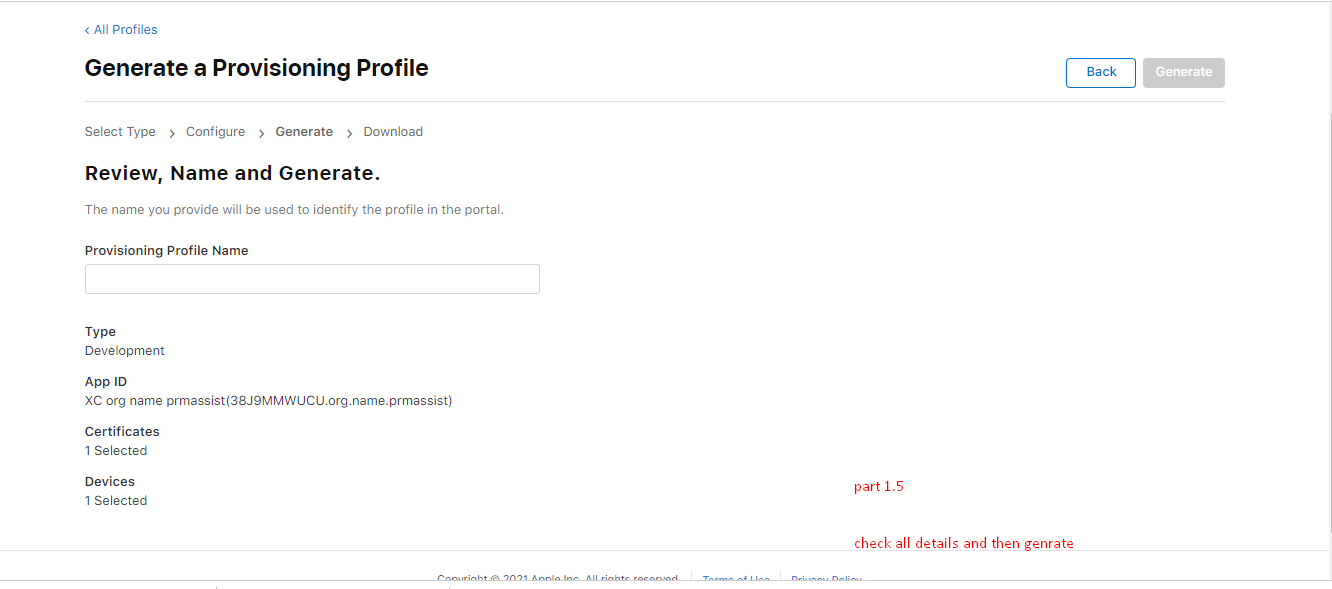 ‹ All Profiles
Generate a Provisioning Profile
Back
Generate
Select Type › Configure › Generate › Download
Review, Name and Generate.
The name you provide will be used to identify the profile in the portal.
Provisioning Profile Name
Type
Development
App ID
XC org name prmassist(38J9MMWUCU.org.name.prmassist)
Certificates
1 Selected
Devices
1 Selected
part 1.5
check all details and then genrate
Copyright © 2021 Apple Inc. All rights reserved.
Terms of Use
Privacy Policy